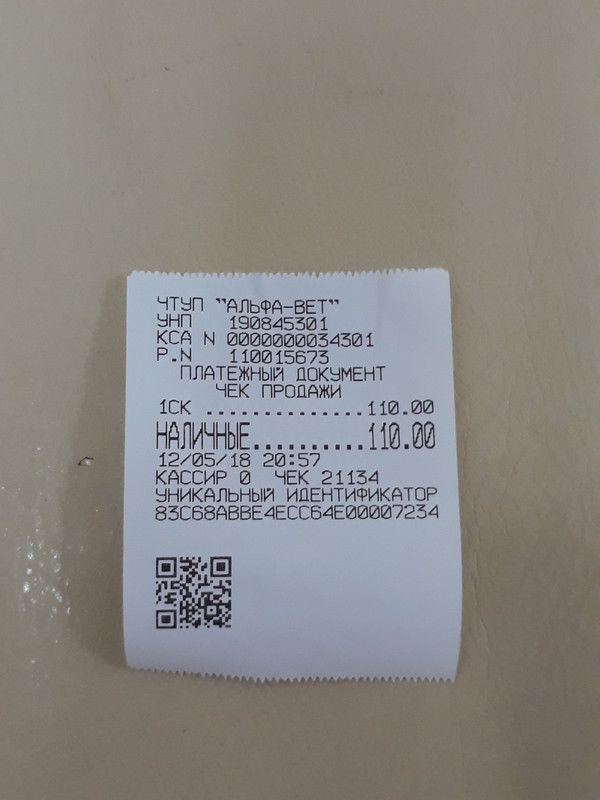 ЧТУП "АЛЬФА-ВЕТ"
УНП 190845301
КСА N 0000000034301
Р.N 110015673
ПЛАТЕЖНЫЙ ДОКУМЕНТ
ЧЕК ПРОДАЖИ
1СК ..............110.00
НАЛИЧНЫЕ..........110.00
12/05/18 20:57
КАССИР 0 ЧЕК 21134
УНИКАЛЬНЫЙ ИДЕНТИФИКАТОР
83C68ABBE4ECC64E00007234